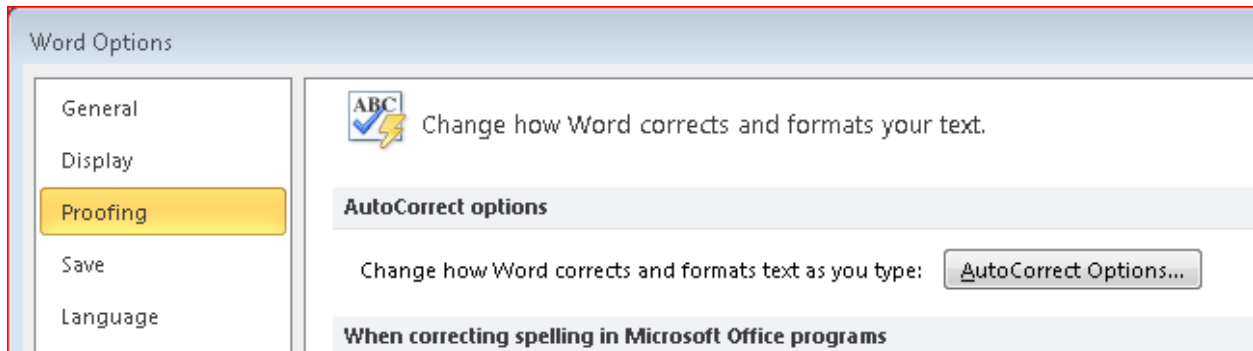 Word Options
General
Display
Proofing
Save
Language
ABC
Change how Word corrects and formats your text.
AutoCorrect options
Change how Word corrects and formats text as you type: AutoCorrect Options...
When correcting spelling in Microsoft Office programs